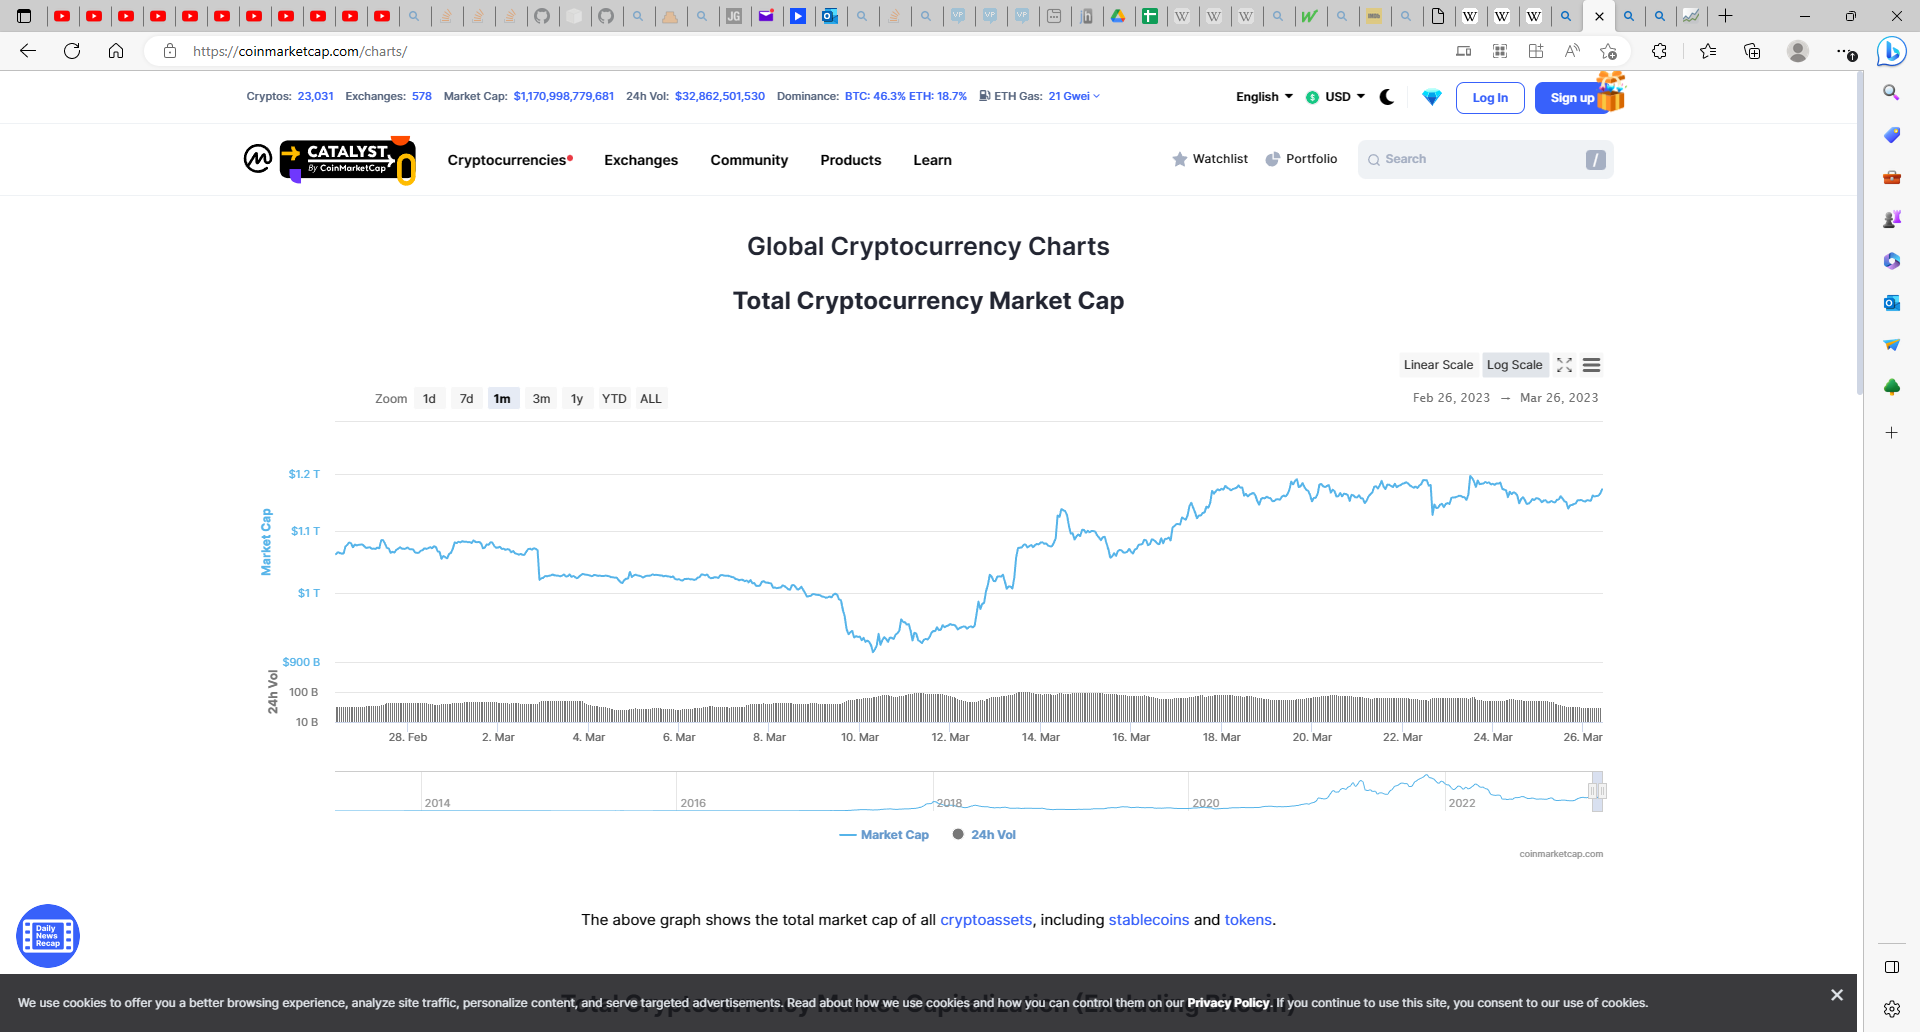 https://coinmarketcap.com/charts/
Cryptos: 23,031 Exchanges: 578 Market Cap: $1,170,998,779,681 24h Vol: $32,862,501,530 Dominance: BTC: 46.3% ETH: 18.7% ETH Gas: 21 Gwei
English USD Log In Sign up
CATALYST
By CoinMarketCap
Cryptocurrencies Exchanges Community Products Learn
Watchlist Portfolio Search /
Global Cryptocurrency Charts
Total Cryptocurrency Market Cap
Linear Scale Log Scale
Zoom 1d 7d 1m 3m 1y YTD ALL
Feb 26, 2023 → Mar 26, 2023
Market Cap
$1.2 T
$1.1 T
$1 T
$900 B
24h Vol
100 B
10 B
28. Feb 2. Mar 4. Mar 6. Mar 8. Mar 10. Mar 12. Mar 14. Mar 16. Mar 18. Mar 20. Mar 22. Mar 24. Mar 26. Mar
2014 2016 2018 2020 2022
Market Cap 24h Vol
coinmarketcap.com
The above graph shows the total market cap of all cryptoassets, including stablecoins and tokens.
Daily
News
Recap
Total Cryptocurrency Market Capitalization (Excluding Bitcoin)
We use cookies to offer you a better browsing experience, analyze site traffic, personalize content, and serve targeted advertisements. Read about how we use cookies and how you can control them on our Privacy Policy. If you continue to use this site, you consent to our use of cookies.